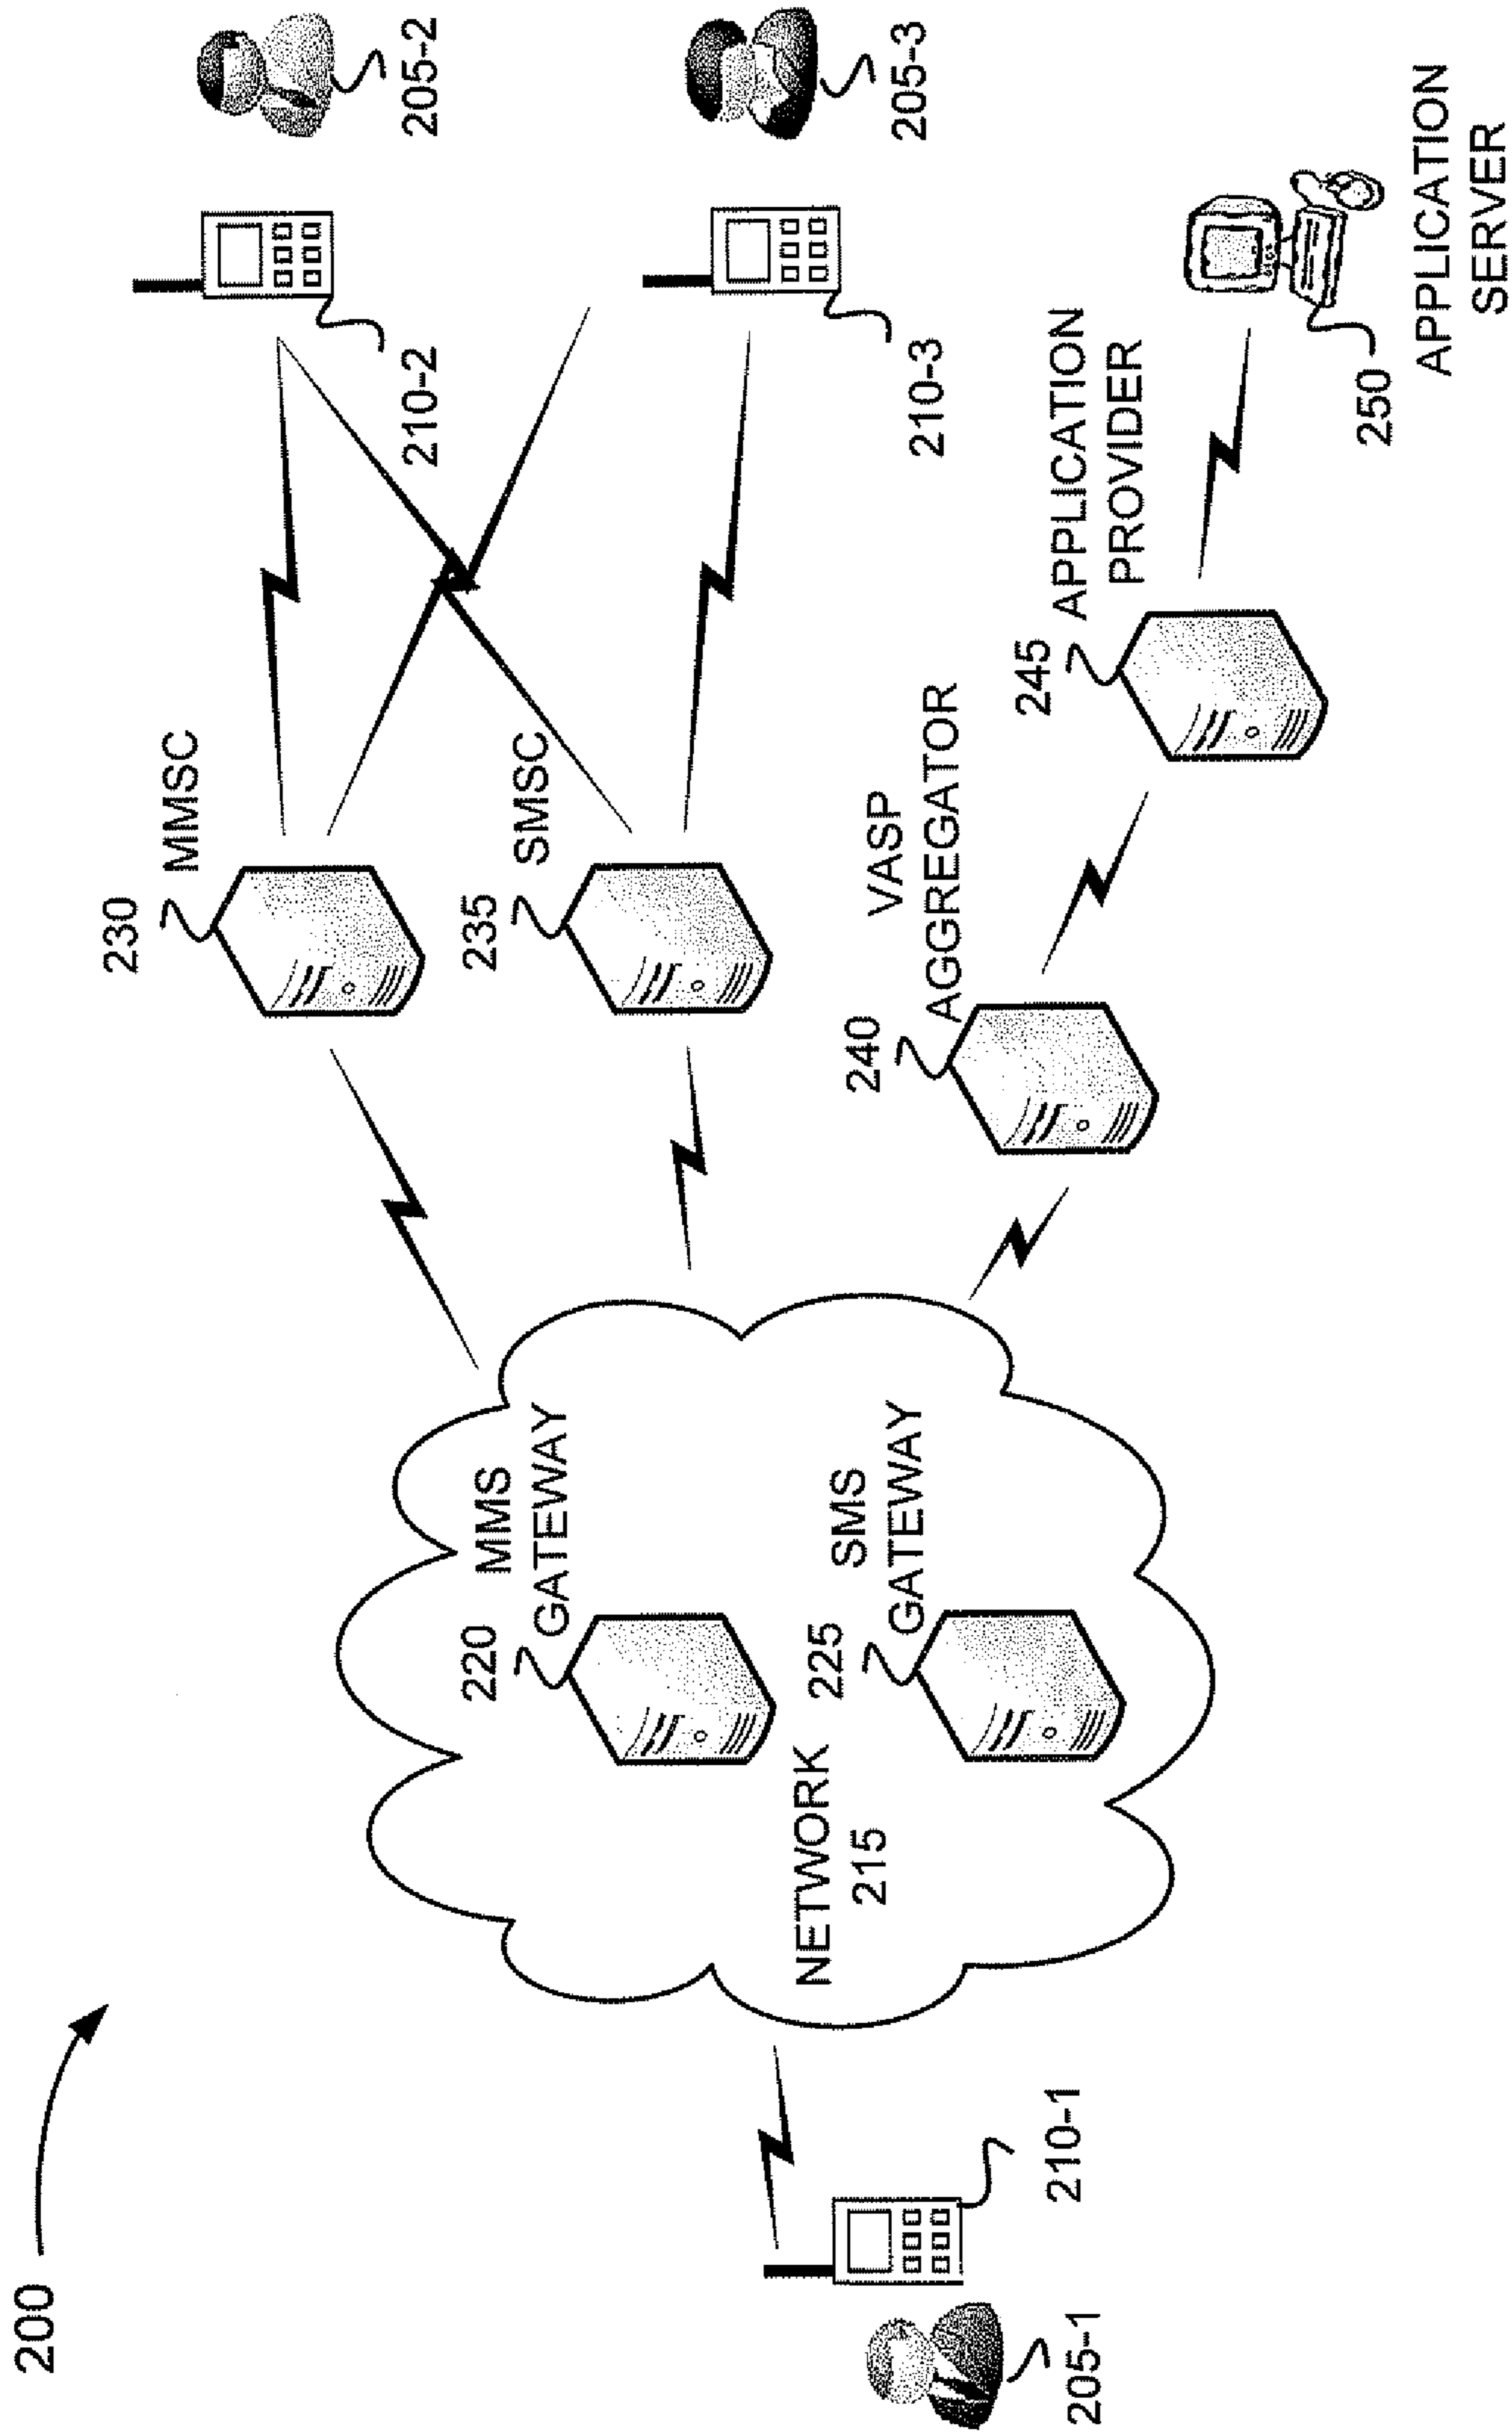 200
205-1
210-1
NETWORK
215
220
MMS
GATEWAY
225
SMS
GATEWAY
230
MMSC
235
SMSC
240
VASP
AGGREGATOR
245
APPLICATION
PROVIDER
210-2
205-2
210-3
205-3
250
APPLICATION
SERVER